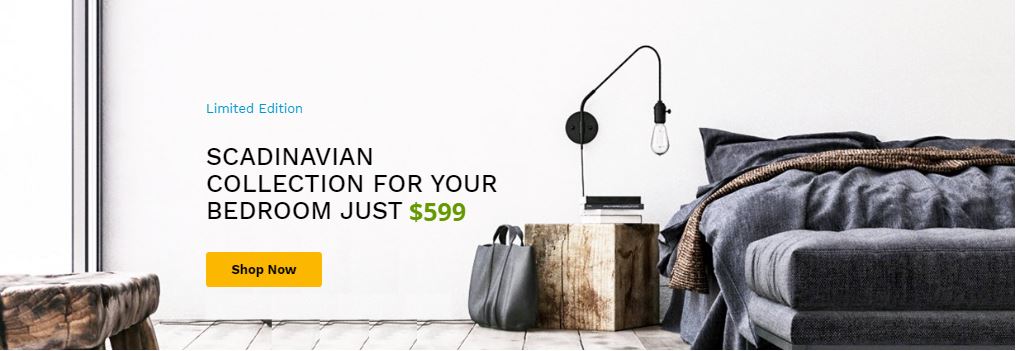 Limited Edition
SCADINAVIAN
COLLECTION FOR YOUR
BEDROOM JUST $599
Shop Now